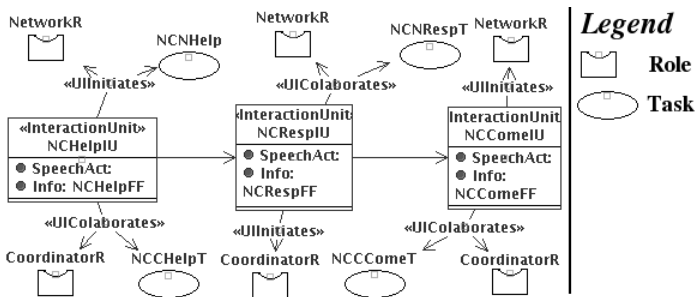 NetworkR
NCNHelp
«UIInitiates»
«InteractionUnit»
NCHelpIU
SpeechAct:
Info: NCHelpFF
«UIColaborates»
CoordinatorR
NCCHelpT
NetworkR
NCNRespT
«UIColaborates»
«InteractionUnit»
NCRespIU
SpeechAct:
Info:
NCRespFF
«UIInitiates»
CoordinatorR
NetworkR
«UIInitiates»
InteractionUnit
NCComeIU
SpeechAct:
Info:
NCComeFF
«UIColaborates»
NCCComeT
CoordinatorR
Legend
Role
Task